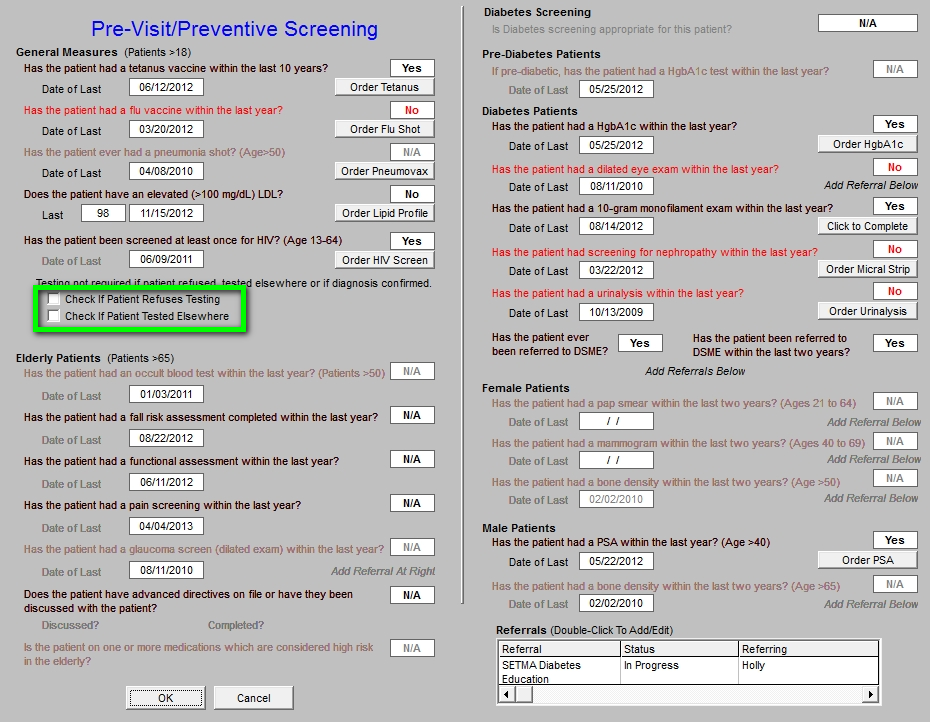 Pre-Visit/Preventive Screening
General Measures (Patients >18)
Has the patient had a tetanus vaccine within the last 10 years? Yes
Date of Last 06/12/2012 Order Tetanus
Has the patient had a flu vaccine within the last year? No
Date of Last 03/20/2012 Order Flu Shot
Has the patient ever had a pneumonia shot? (Age>50) N/A
Date of Last 04/08/2010 Order Pneumovax
Does the patient have an elevated (>100 mg/dL) LDL? No
Last 98 11/15/2012 Order Lipid Profile
Has the patient been screened at least once for HIV? (Age 13-64) Yes
Date of Last 06/09/2011 Order HIV Screen
Testing not required if patient refused, tested elsewhere or if diagnosis confirmed.
Check If Patient Refuses Testing
Check If Patient Tested Elsewhere
Elderly Patients (Patients >65)
Has the patient had an occult blood test within the last year? (Patients >50) N/A
Date of Last 01/03/2011
Has the patient had a fall risk assessment completed within the last year? N/A
Date of Last 08/22/2012
Has the patient had a functional assessment within the last year? N/A
Date of Last 06/11/2012
Has the patient had a pain screening within the last year? N/A
Date of Last 04/04/2013
Has the patient had a glaucoma screen (dilated exam) within the last year? N/A
Date of Last 08/11/2010 Add Referral At Right
Does the patient have advanced directives on file or have they been N/A
discussed with the patient?
Discussed? Completed?
Is the patient on one or more medications which are considered high risk N/A
in the elderly?
OK Cancel
Diabetes Screening
Is Diabetes screening appropriate for this patient? N/A
Pre-Diabetes Patients
If pre-diabetic, has the patient had a HgbA1c test within the last year? N/A
Date of Last 05/25/2012
Diabetes Patients
Has the patient had a HgbA1c within the last year? Yes
Date of Last 05/25/2012 Order HgbA1c
Has the patient had a dilated eye exam within the last year? No
Date of Last 08/11/2010 Add Referral Below
Has the patient had a 10-gram monofilament exam within the last year? Yes
Date of Last 08/14/2012 Click to Complete
Has the patient had screening for nephropathy within the last year? No
Date of Last 03/22/2012 Order Micral Strip
Has the patient had a urinalysis within the last year? No
Date of Last 10/13/2009 Order Urinalysis
Has the patient ever been referred to DSME? Yes
Has the patient been referred to DSME within the last two years? Yes
Add Referrals Below
Female Patients
Has the patient had a pap smear within the last two years? (Ages 21 to 64) N/A
Date of Last / / Add Referral Below
Has the patient had a mammogram within the last two years? (Ages 40 to 69) N/A
Date of Last / / Add Referral Below
Has the patient had a bone density within the last two years? (Age >50) N/A
Date of Last 02/02/2010 Add Referral Below
Male Patients
Has the patient had a PSA within the last year? (Age >40) Yes
Date of Last 05/22/2012 Order PSA
Has the patient had a bone density within the last two years? (Age >65) N/A
Date of Last 02/02/2010 Add Referral Below
Referrals (Double-Click To Add/Edit)
Referral Status Referring
SETMA Diabetes In Progress Holly
Education